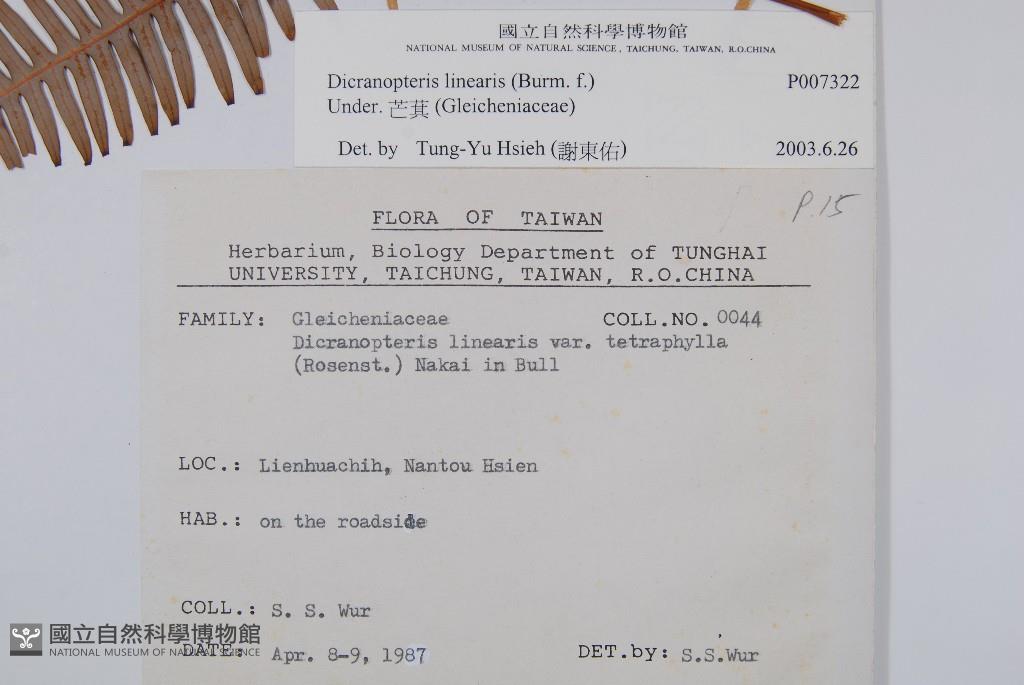 國立自然科學博物館
NATIONAL MUSEUM OF NATURAL SCIENCE, TAICHUNG, TAIWAN, R.O.CHINA
Dicranopteris linearis (Burm. f.) P007322
Under. 芒萁 (Gleicheniaceae)
Det. by Tung-Yu Hsieh (謝東佑) 2003.6.26
P.15
FLORA OF TAIWAN
Herbarium, Biology Department of TUNGHAI
UNIVERSITY, TAICHUNG, TAIWAN, R.O.CHINA
FAMILY: Gleicheniaceae COLL.NO. 0044
Dicranopteris linearis var. tetraphylla
(Rosenst.) Nakai in Bull
LOC.: Lienhuachih, Nantou Hsien
HAB.: on the roadside
COLL.: S. S. Wur
國立自然科學博物館
NATIONAL MUSEUM OF NATURAL SCIENCE
DATE: Apr. 8-9, 1987 DET.by: S.S.Wur